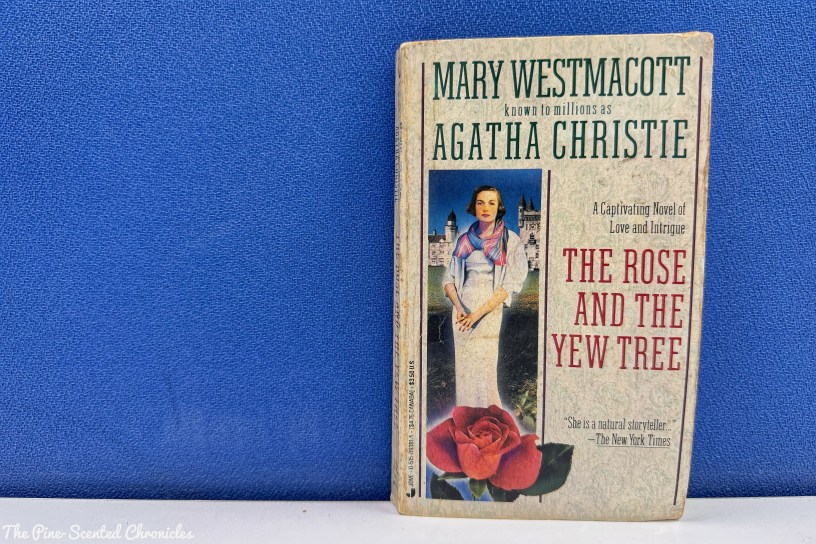 MARY WESTMACOTT
known to millions as
AGATHA CHRISTIE
A Captivating Novel of
Love and Intrigue
THE ROSE
AND THE
YEW TREE
"She is a natural storyteller..."
—The New York Times
The Pine-Scented Chronicles